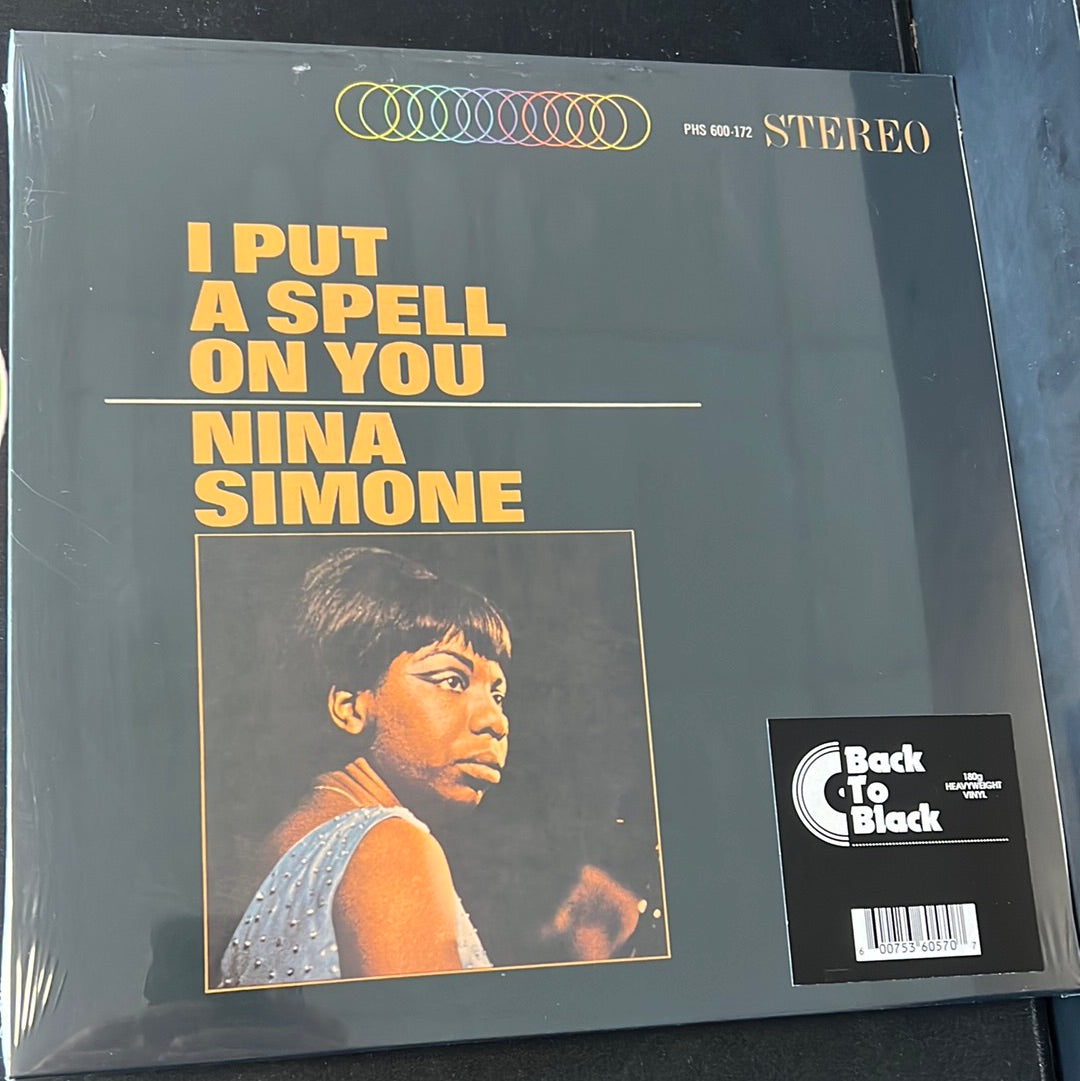 PHS 600-172 STEREO
I PUT
A SPELL
ON YOU
NINA
SIMONE
Back
To
Black
180g
HEAVYWEIGHT
VINYL
6 00753 60570 7